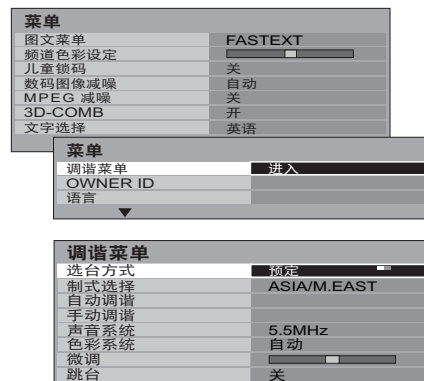 菜单
图文菜单 FASTEXT
频道色彩设定
儿童锁码 关
数码图像减噪 自动
MPEG 减噪 关
3D-COMB 开
文字选择 英语
菜单
调谐菜单 进入
OWNER ID
语言
调谐菜单
选台方式 预定
制式选择 ASIA/M.EAST
自动调谐
手动调谐
声音系统 5.5MHz
色彩系统 自动
微调
跳台 关